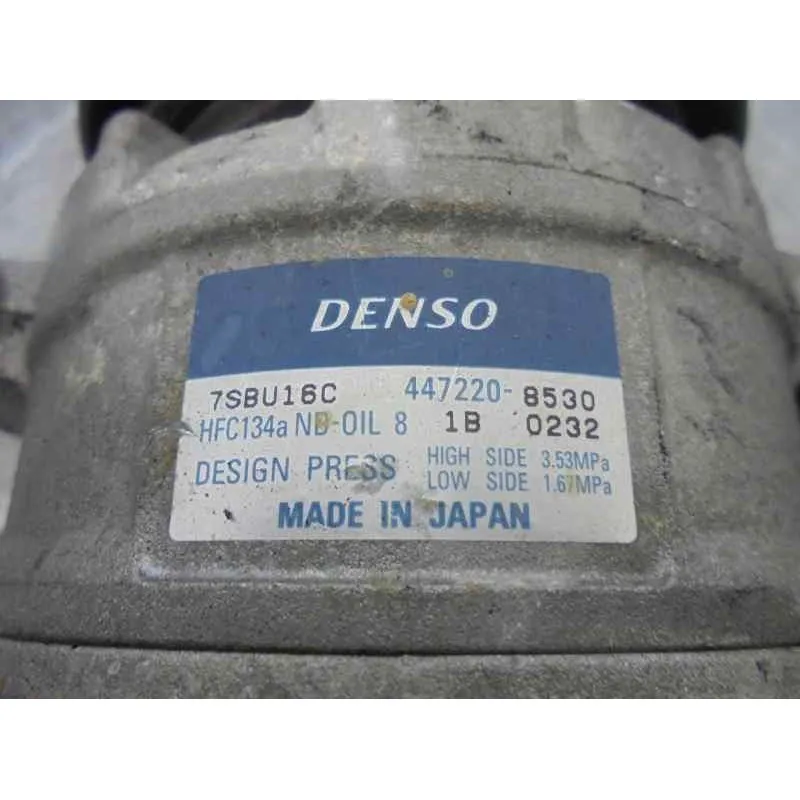 DENSO
7SBU16C 447220-8530
HFC134a ND-OIL 8 1B 0232
DESIGN PRESS HIGH SIDE 3.53MPa
LOW SIDE 1.67MPa
MADE IN JAPAN